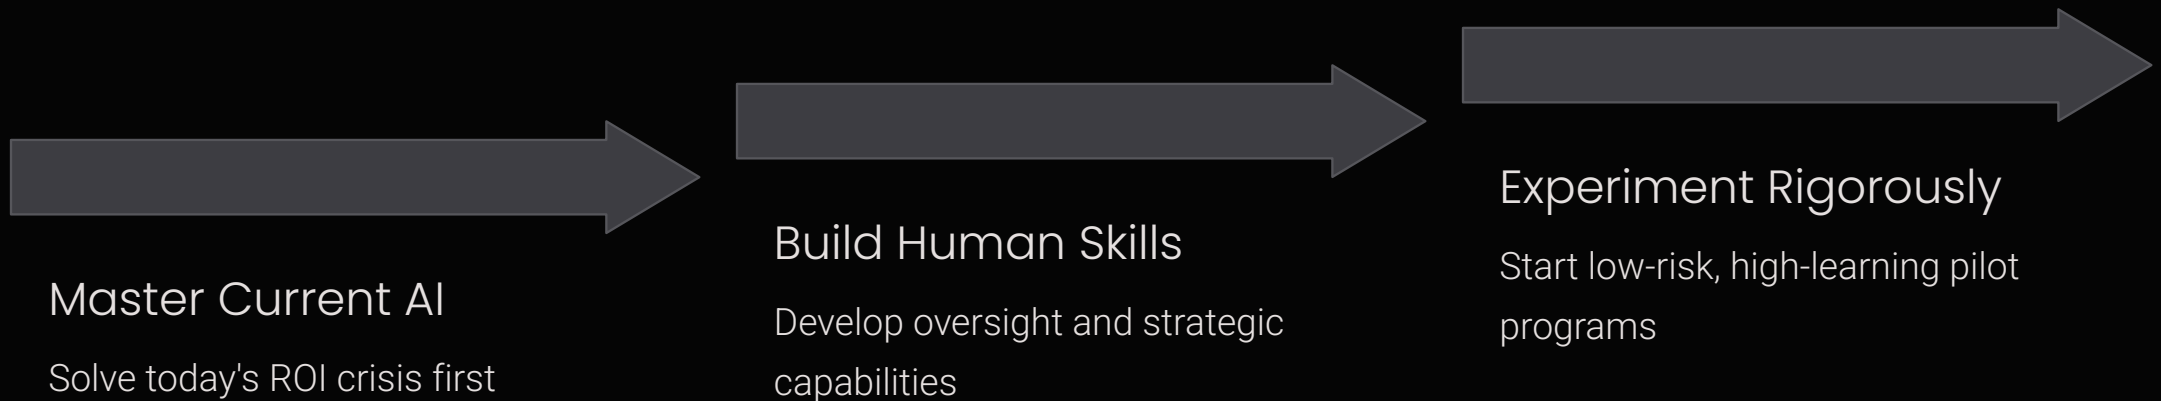 Master Current AI
Solve today's ROI crisis first
Build Human Skills
Develop oversight and strategic
capabilities
Experiment Rigorously
Start low-risk, high-learning pilot
programs